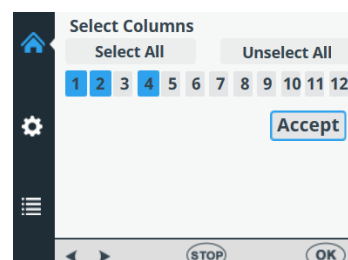 Select Columns
Select All Unselect All
1 2 3 4 5 6 7 8 9 10 11 12
Accept
STOP OK